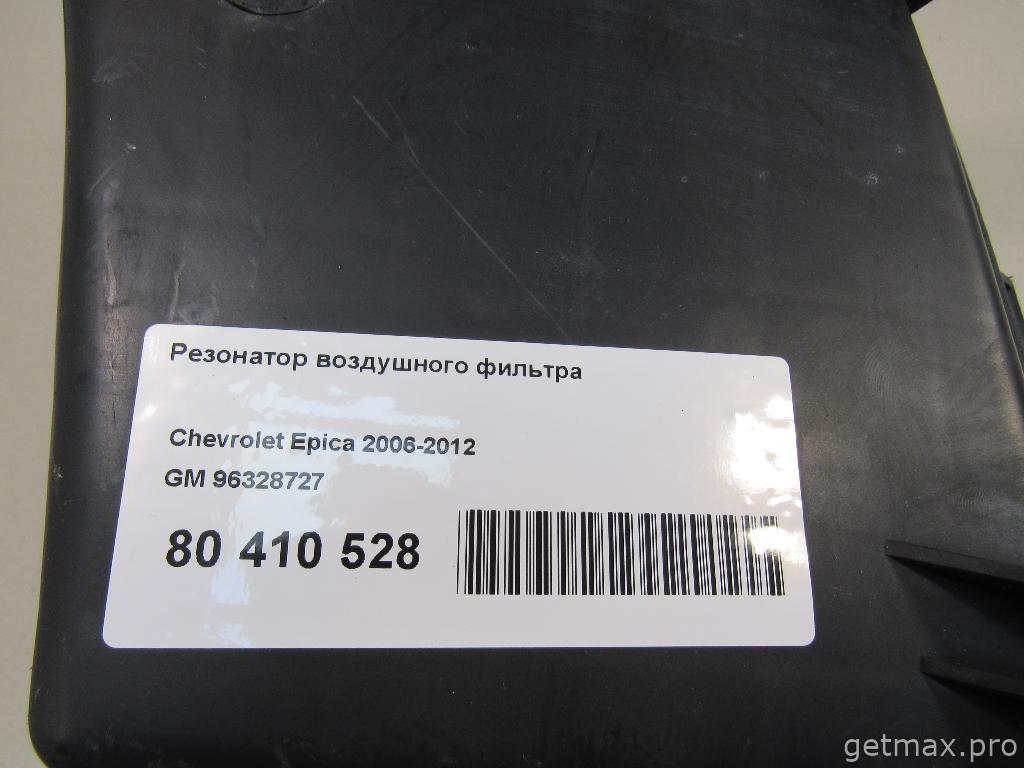 Резонатор воздушного фильтра
Chevrolet Epica 2006-2012
GM 96328727
80 410 528
getmax.pro